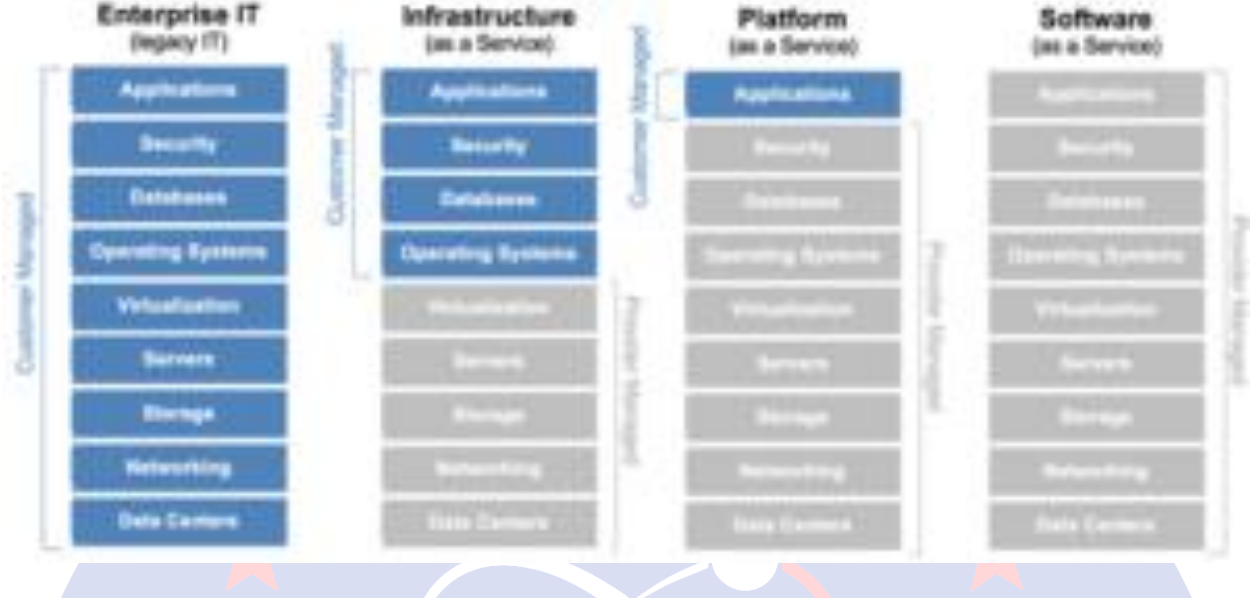 Enterprise IT
(legacy IT)
Customer Managed
Applications
Security
Databases
Operating Systems
Virtualization
Servers
Storage
Networking
Data Centers
Infrastructure
(as a Service)
Customer Managed
Applications
Security
Databases
Operating Systems
Virtualization
Servers
Storage
Networking
Data Centers
Provider Managed
Platform
(as a Service)
Customer Managed
Applications
Security
Databases
Operating Systems
Virtualization
Servers
Storage
Networking
Data Centers
Provider Managed
Software
(as a Service)
Applications
Security
Databases
Operating Systems
Virtualization
Servers
Storage
Networking
Data Centers
Provider Managed